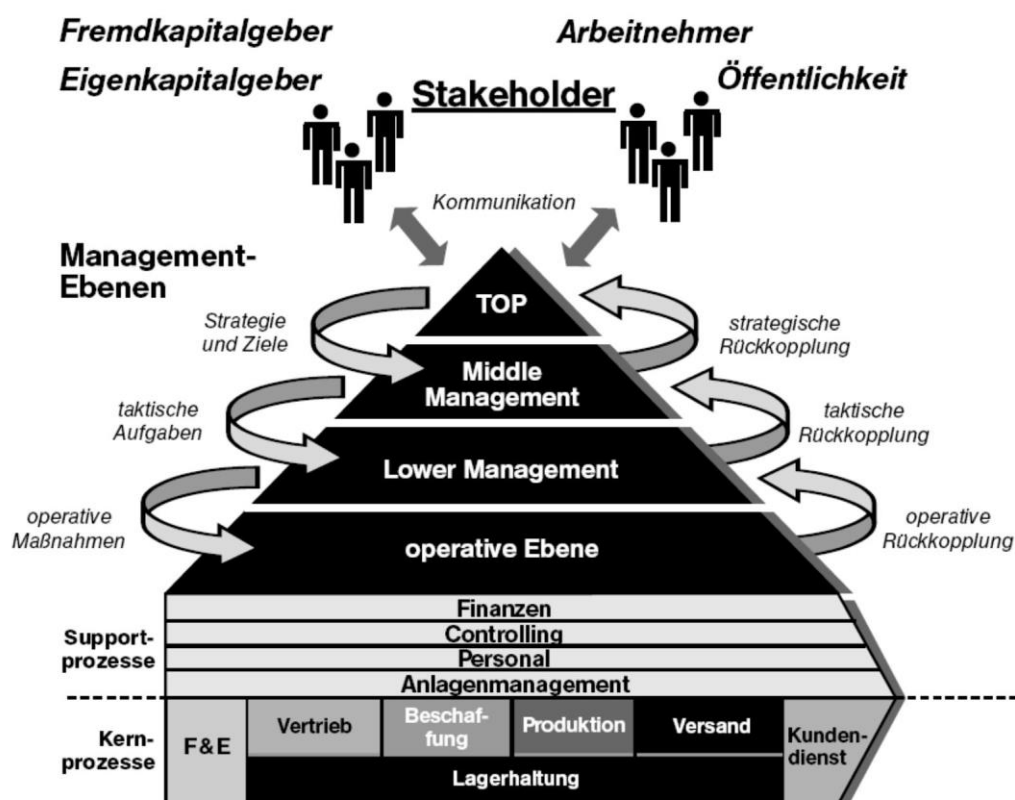 Fremdkapitalgeber
Arbeitnehmer
Eigenkapitalgeber
Stakeholder
Öffentlichkeit
Kommunikation
Management-
Ebenen
TOP
Strategie
und Ziele
strategische
Rückkopplung
Middle
Management
taktische
Aufgaben
taktische
Rückkopplung
Lower Management
operative
Maßnahmen
operative
Rückkopplung
operative Ebene
Support-
prozesse
Finanzen
Controlling
Personal
Anlagenmanagement
Kern-
prozesse
F & E
Vertrieb
Beschaf-
fung
Produktion
Versand
Kunden-
dienst
Lagerhaltung